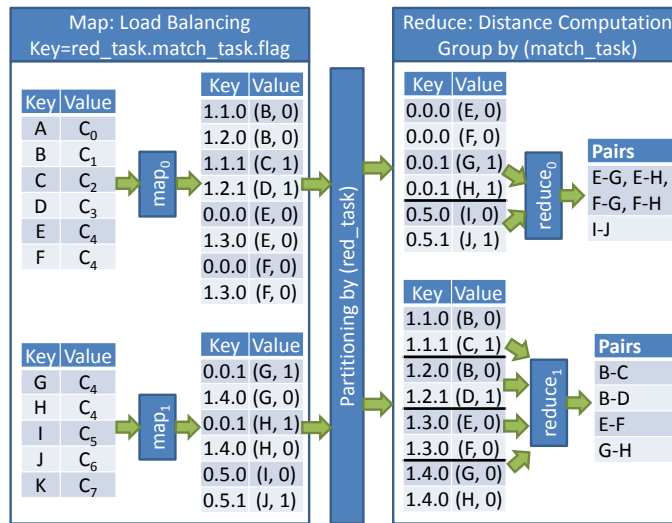 Map: Load Balancing
Key=red_task.match_task.flag
Key Value
A C0
B C1
C C2
D C3
E C4
F C4
map0
Key Value
1.1.0 (B, 0)
1.2.0 (B, 0)
1.1.1 (C, 1)
1.2.1 (D, 1)
0.0.0 (E, 0)
1.3.0 (E, 0)
0.0.0 (F, 0)
1.3.0 (F, 0)
Key Value
G C4
H C4
I C5
J C6
K C7
map1
Key Value
0.0.1 (G, 1)
1.4.0 (G, 0)
0.0.1 (H, 1)
1.4.0 (H, 0)
0.5.0 (I, 0)
0.5.1 (J, 1)
Partitioning by (red_task)
Reduce: Distance Computation
Group by (match_task)
Key Value
0.0.0 (E, 0)
0.0.0 (F, 0)
0.0.1 (G, 1)
0.0.1 (H, 1)
0.5.0 (I, 0)
0.5.1 (J, 1)
reduce0
Pairs
E-G, E-H,
F-G, F-H
I-J
Key Value
1.1.0 (B, 0)
1.1.1 (C, 1)
1.2.0 (B, 0)
1.2.1 (D, 1)
1.3.0 (E, 0)
1.3.0 (F, 0)
1.4.0 (G, 0)
1.4.0 (H, 0)
reduce1
Pairs
B-C
B-D
E-F
G-H